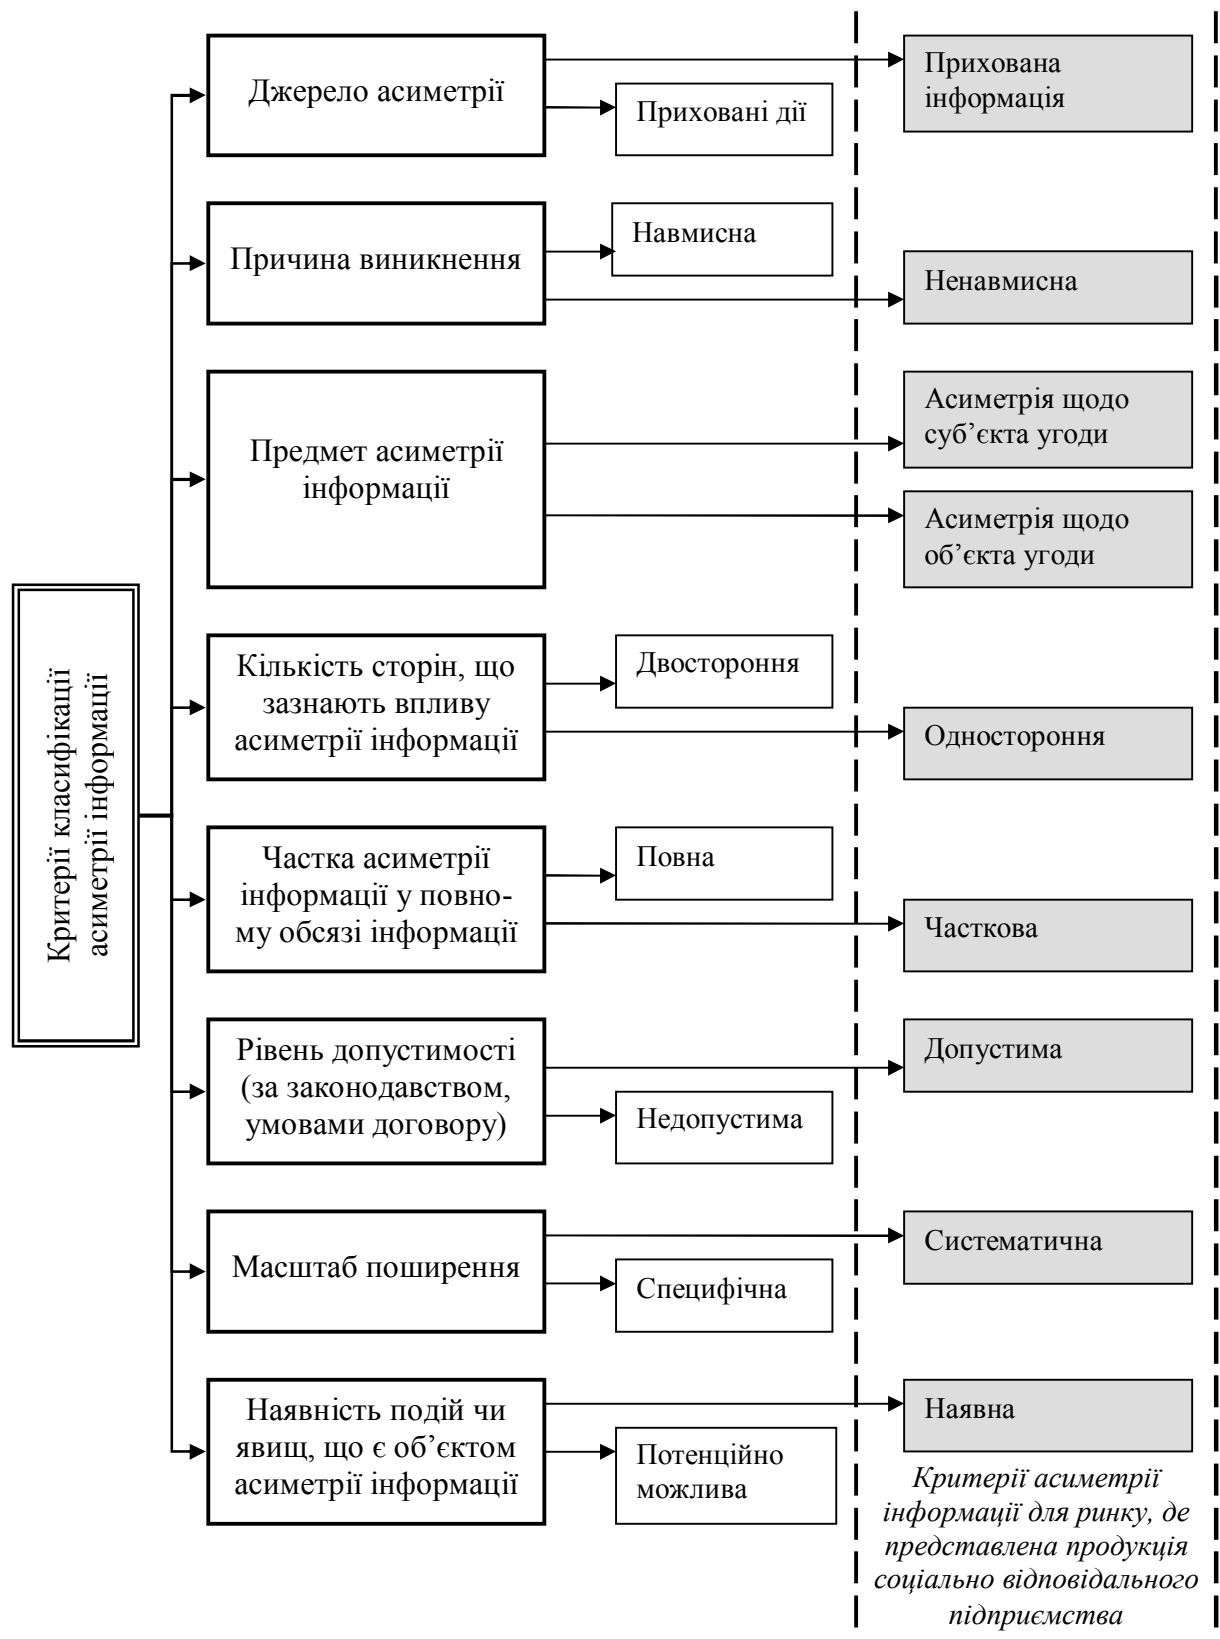 Критерії класифікації
асиметрії інформації
Джерело асиметрії
Приховані дії
Прихована
інформація
Причина виникнення
Навмисна
Ненавмисна
Предмет асиметрії
інформації
Асиметрія щодо
суб’єкта угоди
Асиметрія щодо
об’єкта угоди
Кількість сторін, що
зазнають впливу
асиметрії інформації
Двостороння
Одностороння
Частка асиметрії
інформації у повно-
му обсязі інформації
Повна
Часткова
Рівень допустимості
(за законодавством,
умовами договору)
Допустима
Недопустима
Масштаб поширення
Систематична
Специфічна
Наявність подій чи
явищ, що є об’єктом
асиметрії інформації
Наявна
Потенційно
можлива
Критерії асиметрії
інформації для ринку, де
представлена продукція
соціально відповідального
підприємства